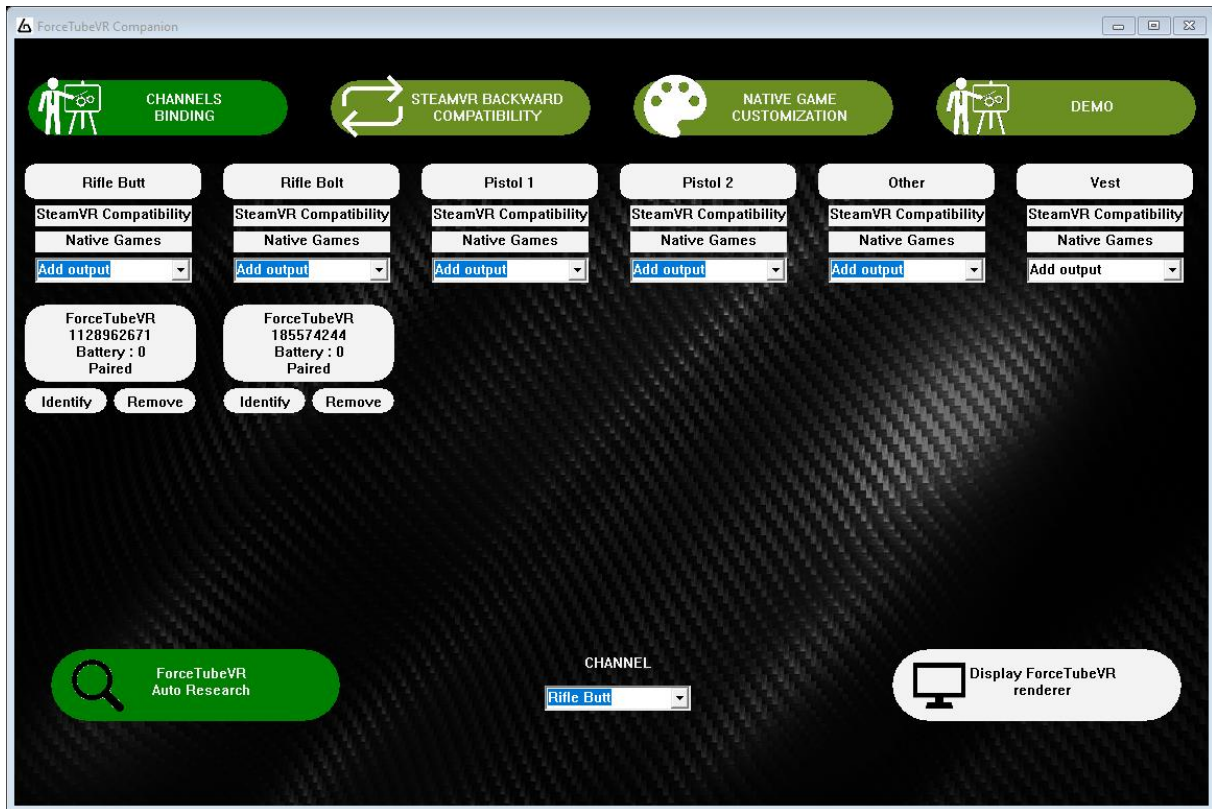 ForceTubeVR Companion
CHANNELS
BINDING
STEAMVR BACKWARD
COMPATIBILITY
NATIVE GAME
CUSTOMIZATION
DEMO
Rifle Butt
Rifle Bolt
Pistol 1
Pistol 2
Other
Vest
SteamVR Compatibility
SteamVR Compatibility
SteamVR Compatibility
SteamVR Compatibility
SteamVR Compatibility
SteamVR Compatibility
Native Games
Native Games
Native Games
Native Games
Native Games
Native Games
Add output
Add output
Add output
Add output
Add output
Add output
ForceTubeVR
1128962671
Battery : 0
Paired
ForceTubeVR
185574244
Battery : 0
Paired
Identify
Remove
Identify
Remove
ForceTubeVR
Auto Research
CHANNEL
Rifle Butt
Display ForceTubeVR
renderer